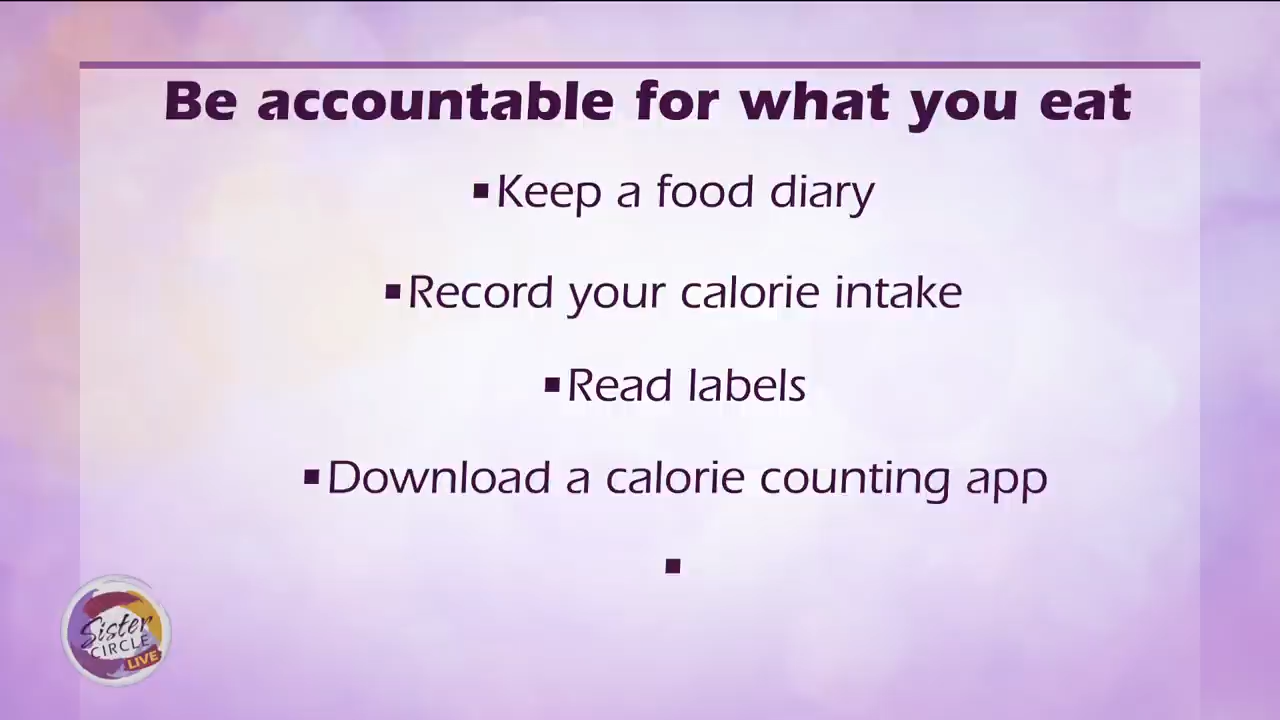 Be accountable for what you eat
▪Keep a food diary
▪Record your calorie intake
▪Read labels
▪Download a calorie counting app
▪
Sister
CIRCLE
LIVE